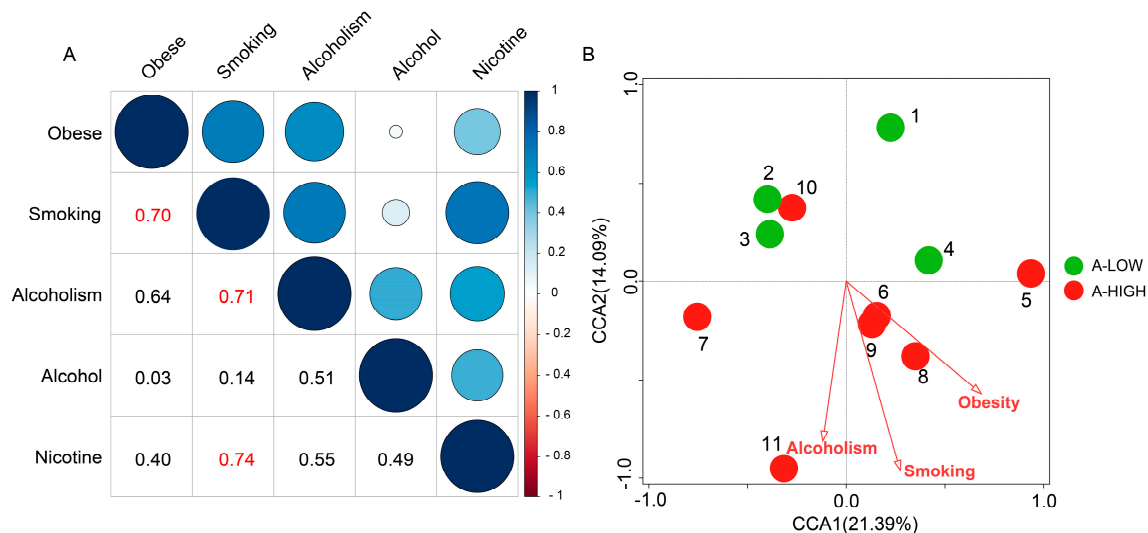 A
Obese
Smoking
Alcoholism
Alcohol
Nicotine
Obese
Smoking
0.70
Alcoholism
0.64
0.71
Alcohol
0.03
0.14
0.51
Nicotine
0.40
0.74
0.55
0.49
1
0.8
0.6
0.4
0.2
0
- 0.2
- 0.4
- 0.6
- 0.8
- 1
B
CCA2(14.09%)
1.0
0.0
-1.0
1
2
10
3
4
5
6
7
9
8
11
Obesity
Alcoholism
Smoking
-1.0
0.0
1.0
CCA1(21.39%)
A-LOW
A-HIGH